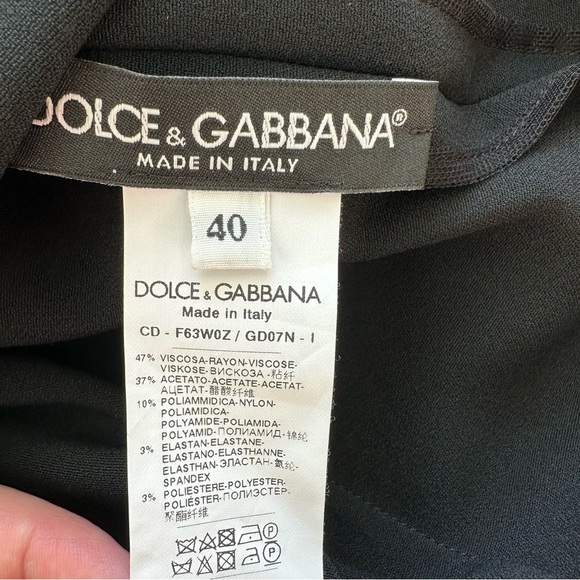 DOLCE & GABBANA®
MADE IN ITALY
40
DOLCE & GABBANA
Made in Italy
CD - F63W0Z / GD07N - I
47% VISCOSA-RAYON-VISCOSE-
VISKOSE-ВИСКОЗА-粘纤
37% ACETATO-ACETATE-ACETAT-
АЦЕТАТ-醋酸纤维
10% POLIAMMIDICA-NYLON-
POLIAMIDICA-
POLYAMIDE-POLIAMIDA-
POLYAMID-ПОЛИАМИД-锦纶
3% ELASTAN-ELASTANE-
ELASTANO-ELASTHANNE-
ELASTHAN-ЭЛАСТАН-氨纶-
SPANDEX
3% POLIESTERE-POLYESTER-
POLIÉSTER-ПОЛИЭСТЕР-
聚酯纤维
P
P